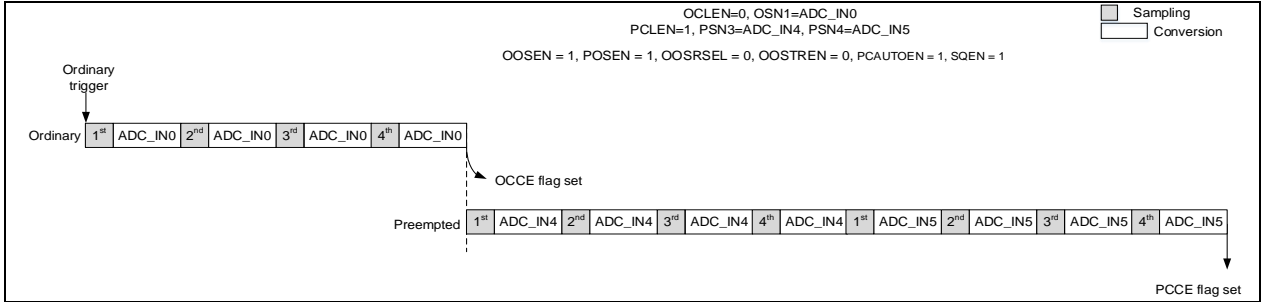 OCLEN=0, OSN1=ADC_IN0
PCLEN=1, PSN3=ADC_IN4, PSN4=ADC_IN5
OOSEN = 1, POSEN = 1, OOSRSEL = 0, OOSTREN = 0, PCAUTOEN = 1, SQEN = 1
Sampling
Conversion
Ordinary
trigger
Ordinary 1st ADC_IN0 2nd ADC_IN0 3rd ADC_IN0 4th ADC_IN0
OCCE flag set
Preempted 1st ADC_IN4 2nd ADC_IN4 3rd ADC_IN4 4th ADC_IN4 1st ADC_IN5 2nd ADC_IN5 3rd ADC_IN5 4th ADC_IN5
PCCE flag set